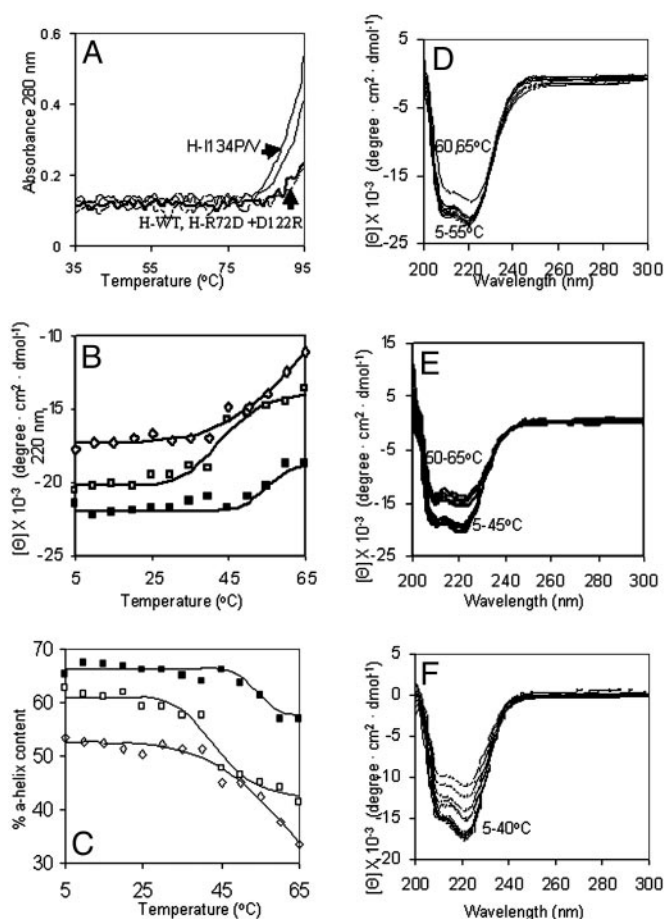 A
Absorbance 280 nm
0.6
0.4
0.2
0
H-I134P/V
H-WT, H-R72D +D122R
35 55 75 95
Temperature (ºC)
B
[Θ] X 10⁻³ (degree · cm² · dmol⁻¹)
220 nm
-10
-15
-20
-25
5 25 45 65
Temperature (ºC)
C
% a-helix content
70
60
50
40
30
5 25 45 65
Temperature (ºC)
D
[Θ] X 10⁻³ (degree · cm² · dmol⁻¹)
5
-5
-15
-25
60,65ºC
5-55ºC
200 220 240 260 280 300
Wavelength (nm)
E
[Θ] X 10⁻³ (degree · cm² · dmol⁻¹)
15
5
-5
-15
-25
50-65ºC
5-45ºC
200 220 240 260 280 300
Wavelength (nm)
F
[Θ] X 10⁻³ (degree · cm² · dmol⁻¹)
5
0
5
10
15
20
5-40ºC
200 220 240 260 280 300
Wavelength (nm)